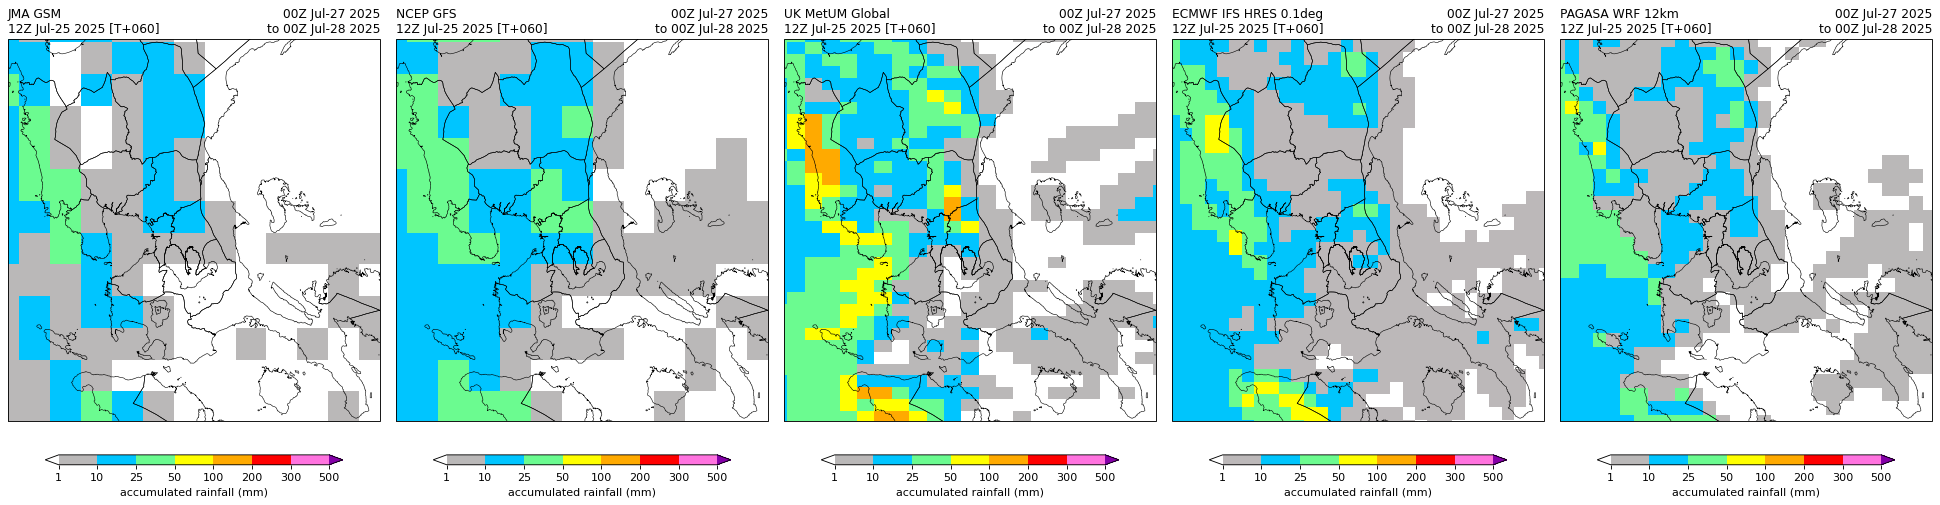 JMA GSM 00Z Jul-27 2025
12Z Jul-25 2025 [T+060] to 00Z Jul-28 2025
NCEP GFS 00Z Jul-27 2025
12Z Jul-25 2025 [T+060] to 00Z Jul-28 2025
UK MetUM Global 00Z Jul-27 2025
12Z Jul-25 2025 [T+060] to 00Z Jul-28 2025
ECMWF IFS HRES 0.1deg 00Z Jul-27 2025
12Z Jul-25 2025 [T+060] to 00Z Jul-28 2025
PAGASA WRF 12km 00Z Jul-27 2025
12Z Jul-25 2025 [T+060] to 00Z Jul-28 2025
1 10 25 50 100 200 300 500
accumulated rainfall (mm)
1 10 25 50 100 200 300 500
accumulated rainfall (mm)
1 10 25 50 100 200 300 500
accumulated rainfall (mm)
1 10 25 50 100 200 300 500
accumulated rainfall (mm)
1 10 25 50 100 200 300 500
accumulated rainfall (mm)